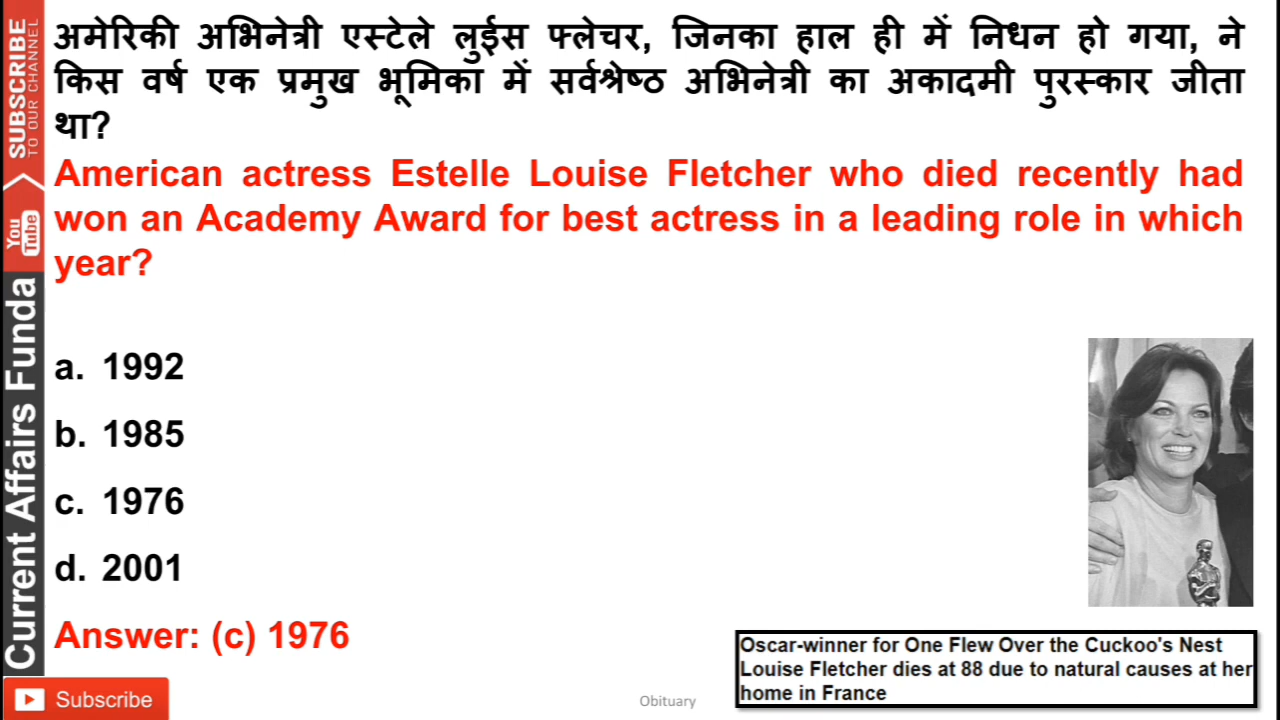 अमेरिकी अभिनेत्री एस्टेले लुईस फ्लेचर, जिनका हाल ही में निधन हो गया, ने
किस वर्ष एक प्रमुख भूमिका में सर्वश्रेष्ठ अभिनेत्री का अकादमी पुरस्कार जीता
था?
American actress Estelle Louise Fletcher who died recently had
won an Academy Award for best actress in a leading role in which
year?
a. 1992
b. 1985
c. 1976
d. 2001
Answer: (c) 1976
Oscar-winner for One Flew Over the Cuckoo's Nest
Louise Fletcher dies at 88 due to natural causes at her
home in France
Obituary
SUBSCRIBE
TO OUR CHANNEL
You
Tube
Current Affairs Funda
Subscribe